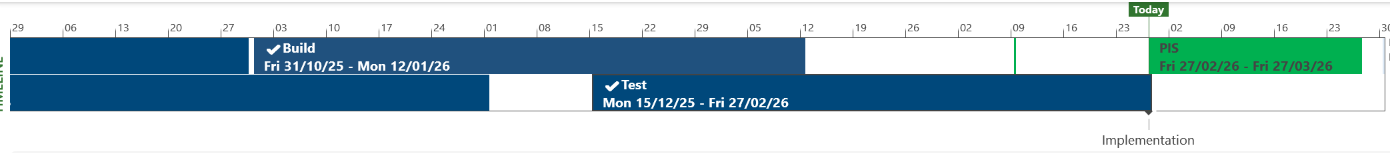 Today
29 06 13 20 27 03 10 17 24 01 08 15 22 29 05 12 19 26 02 09 16 23 02 09 16 23 30
Build
Fri 31/10/25 - Mon 12/01/26
PIS
Fri 27/02/26 - Fri 27/03/26
Test
Mon 15/12/25 - Fri 27/02/26
Implementation